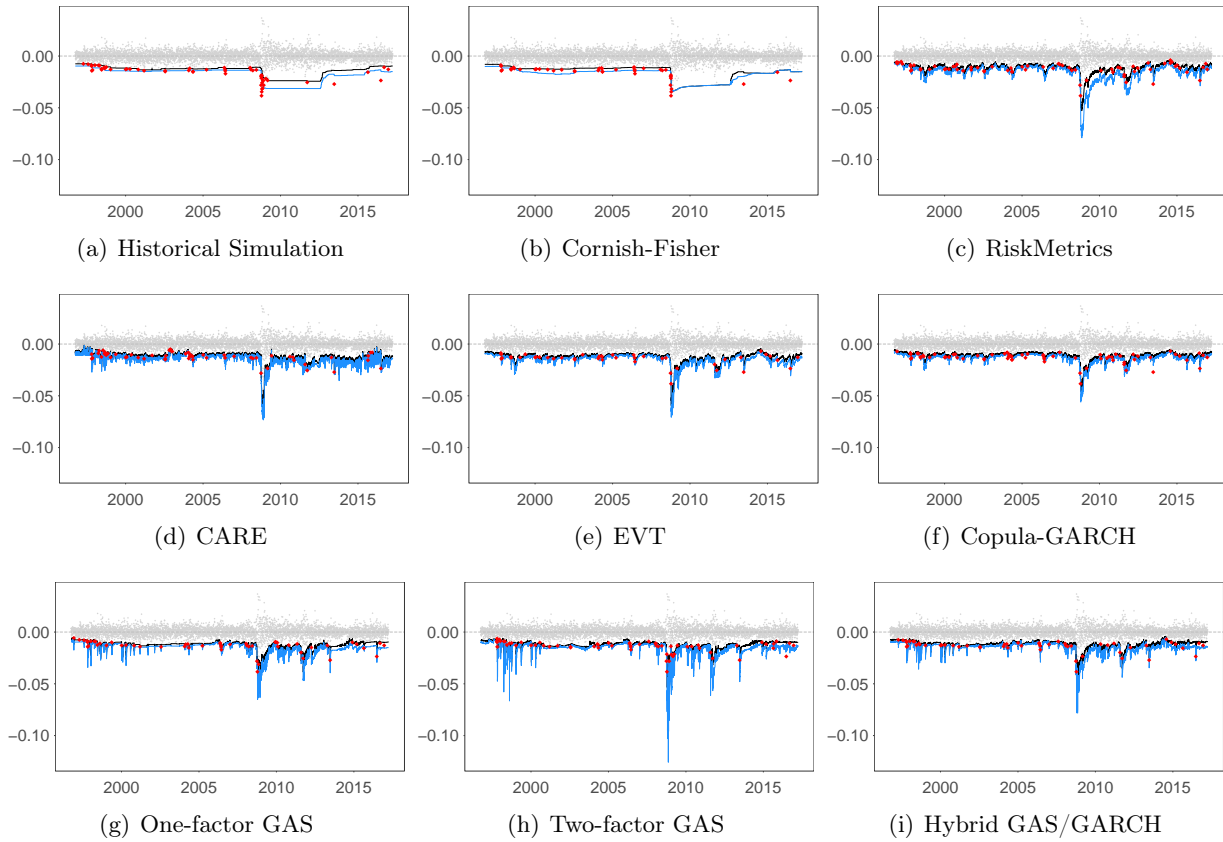 0.00 0.00 0.00
−0.05 −0.05 −0.05
−0.10 −0.10 −0.10
2000 2005 2010 2015 2000 2005 2010 2015 2000 2005 2010 2015
(a) Historical Simulation (b) Cornish-Fisher (c) RiskMetrics
0.00 0.00 0.00
−0.05 −0.05 −0.05
−0.10 −0.10 −0.10
2000 2005 2010 2015 2000 2005 2010 2015 2000 2005 2010 2015
(d) CARE (e) EVT (f) Copula-GARCH
0.00 0.00 0.00
−0.05 −0.05 −0.05
−0.10 −0.10 −0.10
2000 2005 2010 2015 2000 2005 2010 2015 2000 2005 2010 2015
(g) One-factor GAS (h) Two-factor GAS (i) Hybrid GAS/GARCH